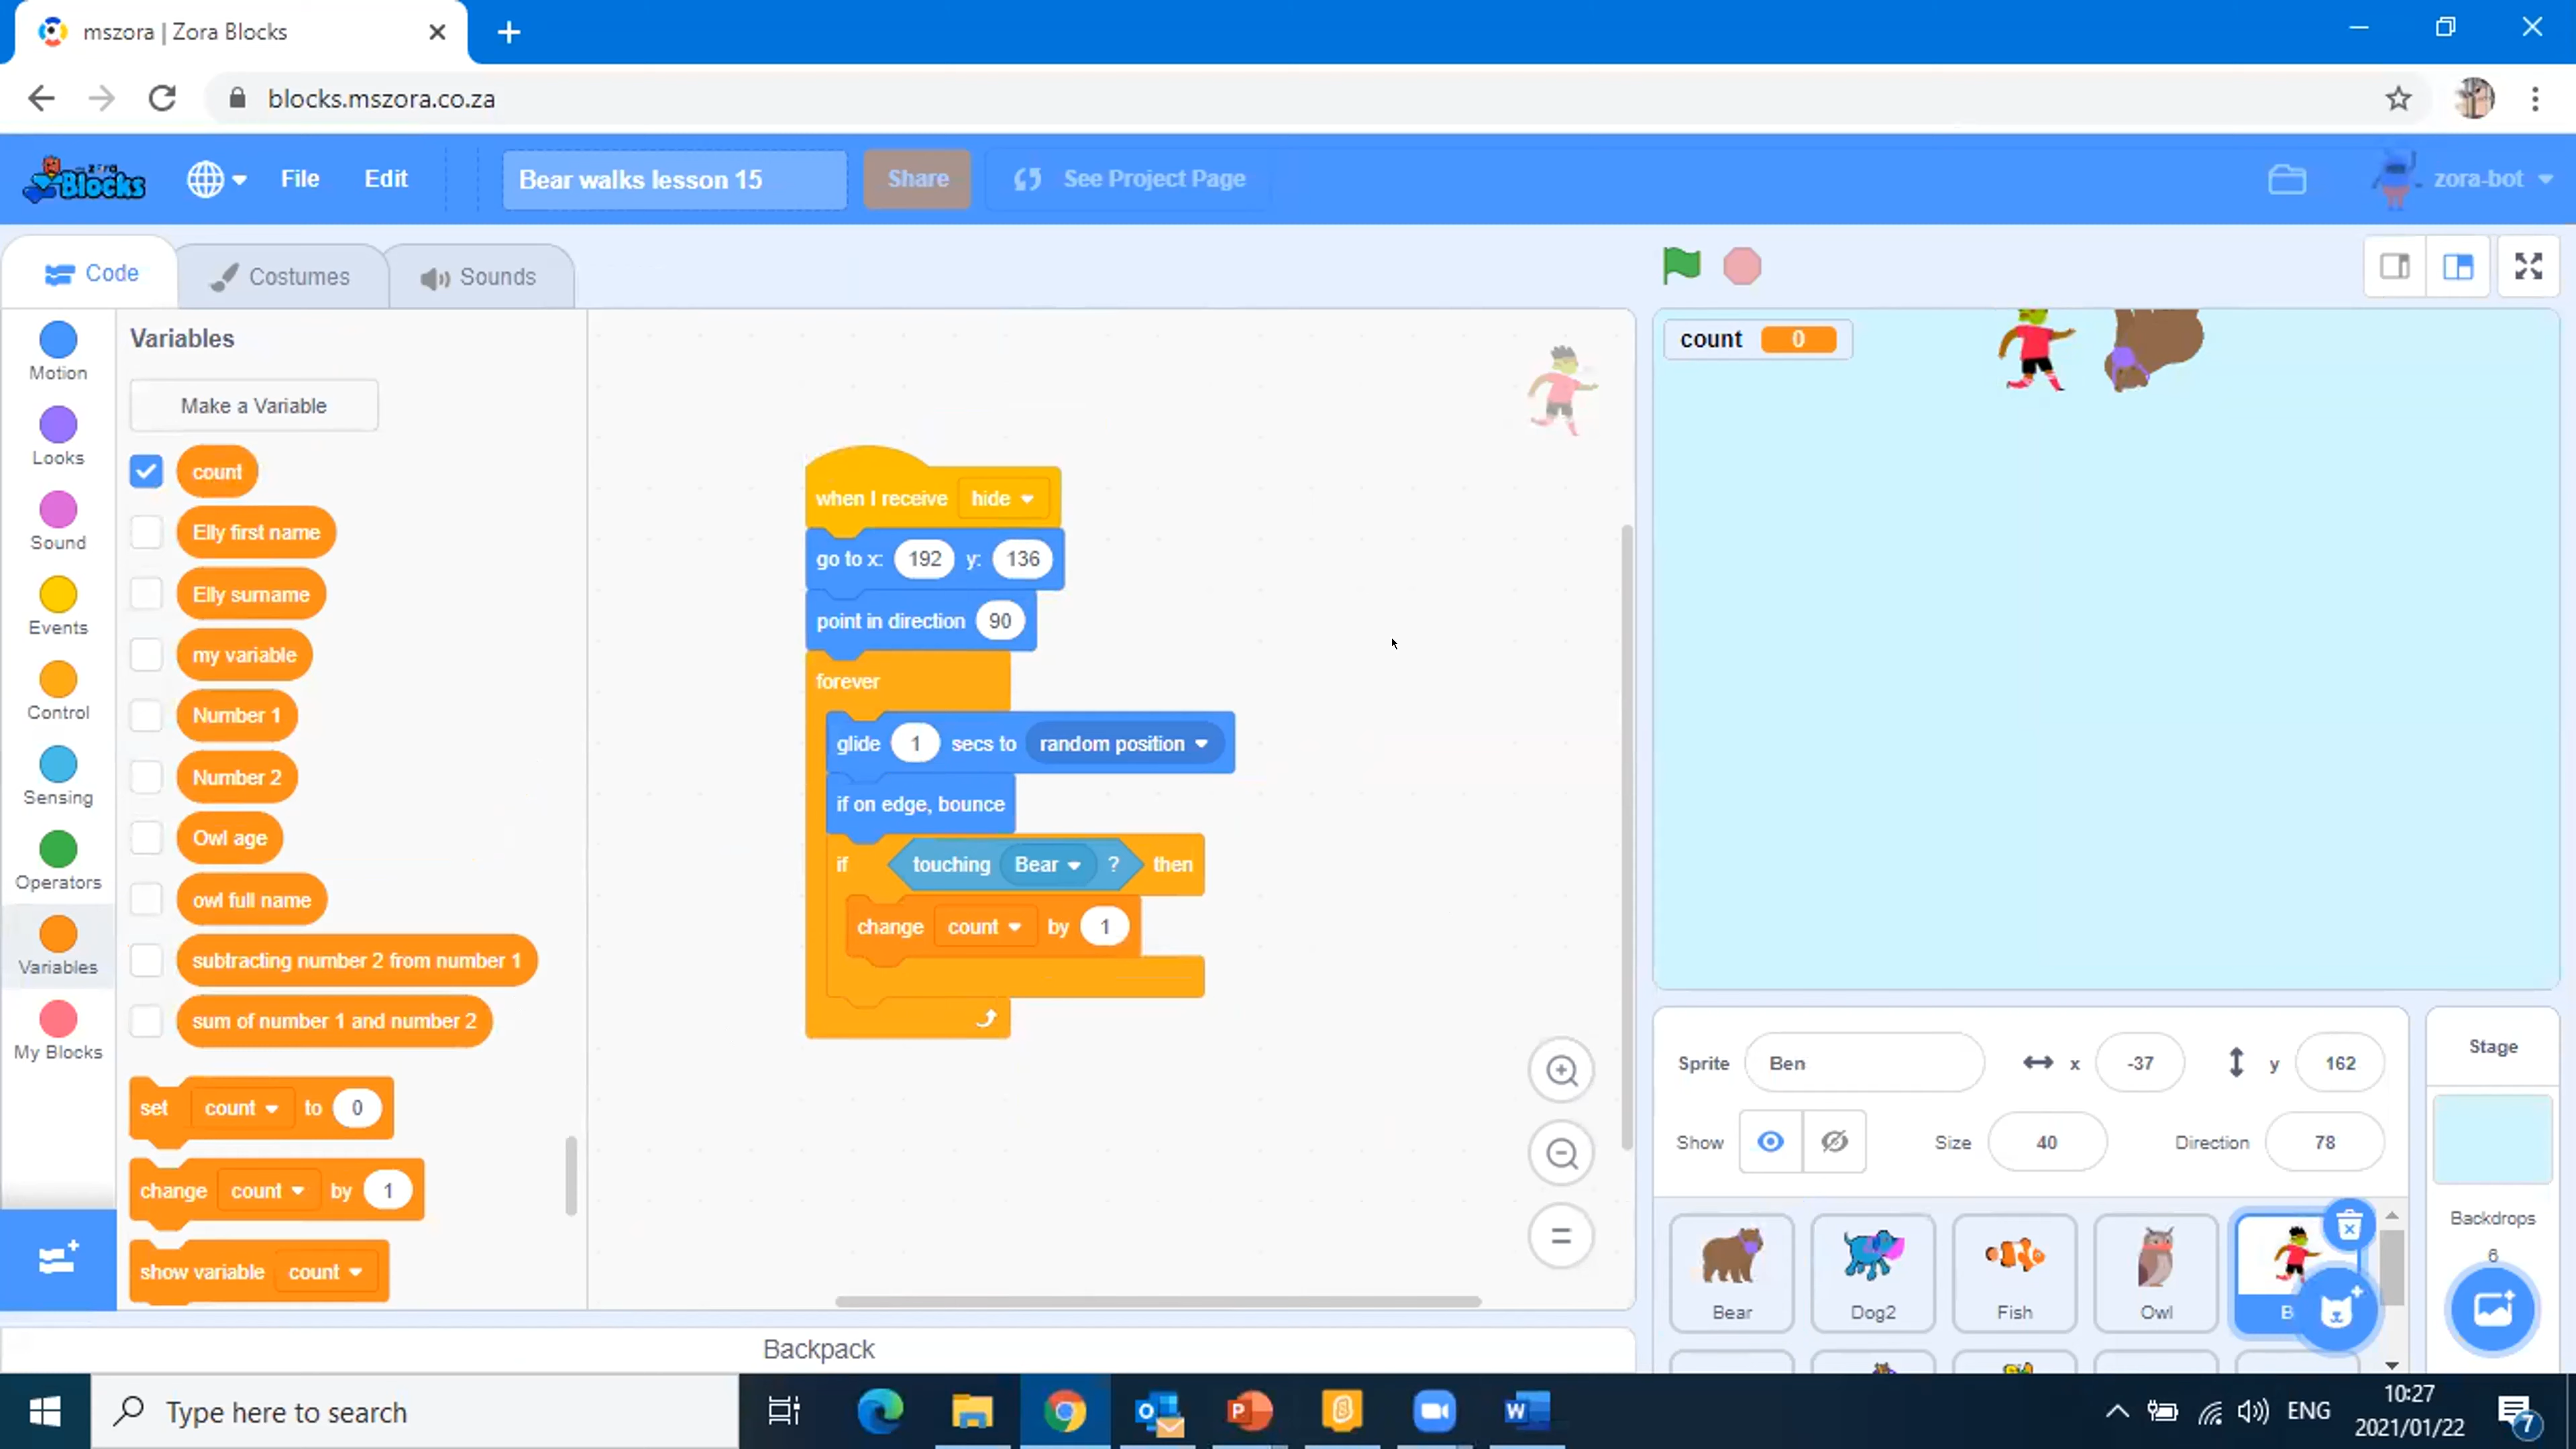 mszora | Zora Blocks
blocks.mszora.co.za
Blocks
File
Edit
Bear walks lesson 15
Share
See Project Page
zora-bot
Code
Costumes
Sounds
Motion
Looks
Sound
Events
Control
Sensing
Operators
Variables
My Blocks
Variables
Make a Variable
count
Elly first name
Elly surname
my variable
Number 1
Number 2
Owl age
owl full name
subtracting number 2 from number 1
sum of number 1 and number 2
set count to 0
change count by 1
show variable count
when I receive hide
go to x: 192 y: 136
point in direction 90
forever
glide 1 secs to random position
if on edge, bounce
if touching Bear ? then
change count by 1
Backpack
count 0
Sprite Ben x -37 y 162
Show Size 40 Direction 78
Bear
Dog2
Fish
Owl
Stage
Backdrops
6
Type here to search
ENG
10:27
2021/01/22
7